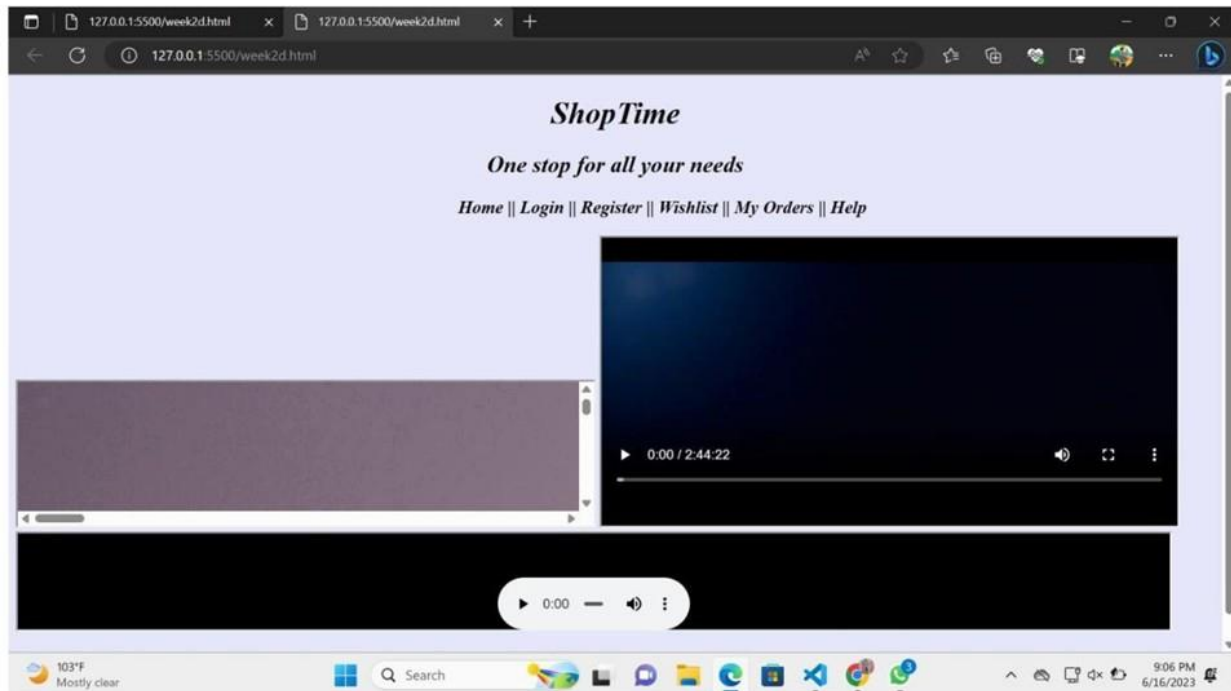 127.0.0.1:5500/week2d.html
127.0.0.1:5500/week2d.html
127.0.0.1:5500/week2d.html
ShopTime
One stop for all your needs
Home || Login || Register || Wishlist || My Orders || Help
0:00 / 2:44:22
0:00
103°F
Mostly clear
Search
3
9:06 PM
6/16/2023